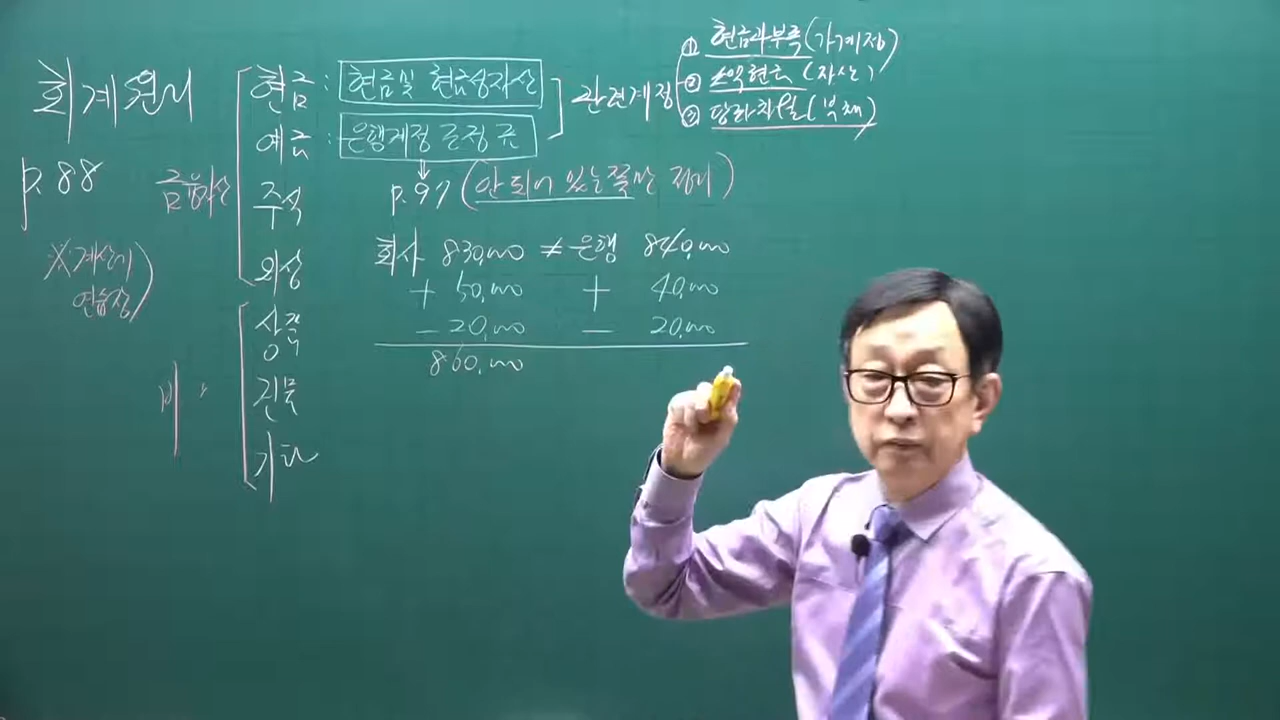 회계원리
p.88
※계산에
연습장)
금융자산
현금: 현금및 현금성자산
예금: 은행계정조정표
주식
외상
관련계정
① 현금과부족(가계정)
② 소액현금(자산)
③ 당좌차월(부채)
p.97(안 되어 있는 쪽만 정리)
회사 830,000 ≠ 은행 840,000
+ 50,000 + 40,000
- 20,000 - 20,000
860,000
비 〃
상품
건물
기타